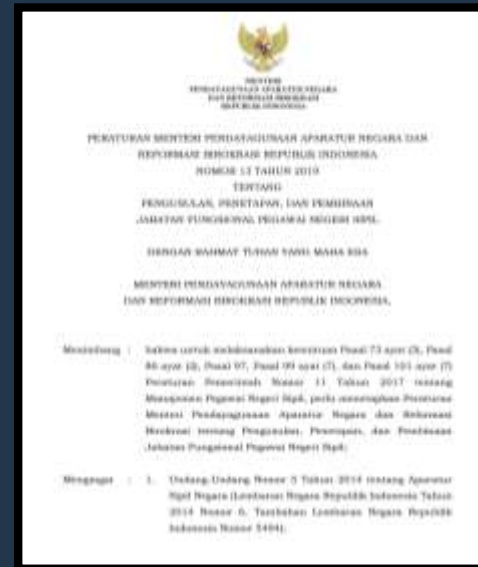 MENTERI
PENDAYAGUNAAN APARATUR NEGARA
DAN REFORMASI BIROKRASI
REPUBLIK INDONESIA
PERATURAN MENTERI PENDAYAGUNAAN APARATUR NEGARA DAN
REFORMASI BIROKRASI REPUBLIK INDONESIA
NOMOR 13 TAHUN 2019
TENTANG
PENGUSULAN, PENETAPAN, DAN PEMBINAAN
JABATAN FUNGSIONAL PEGAWAI NEGERI SIPIL
DENGAN RAHMAT TUHAN YANG MAHA ESA
MENTERI PENDAYAGUNAAN APARATUR NEGARA
DAN REFORMASI BIROKRASI REPUBLIK INDONESIA,
Menimbang : bahwa untuk melaksanakan ketentuan Pasal 73 ayat (3), Pasal
86 ayat (2), Pasal 97, Pasal 99 ayat (7), dan Pasal 101 ayat (7)
Peraturan Pemerintah Nomor 11 Tahun 2017 tentang
Manajemen Pegawai Negeri Sipil, perlu menetapkan Peraturan
Menteri Pendayagunaan Aparatur Negara dan Reformasi
Birokrasi tentang Pengusulan, Penetapan, dan Pembinaan
Jabatan Fungsional Pegawai Negeri Sipil;
Mengingat : 1. Undang-Undang Nomor 5 Tahun 2014 tentang Aparatur
Sipil Negara (Lembaran Negara Republik Indonesia Tahun
2014 Nomor 6, Tambahan Lembaran Negara Republik
Indonesia Nomor 5494);